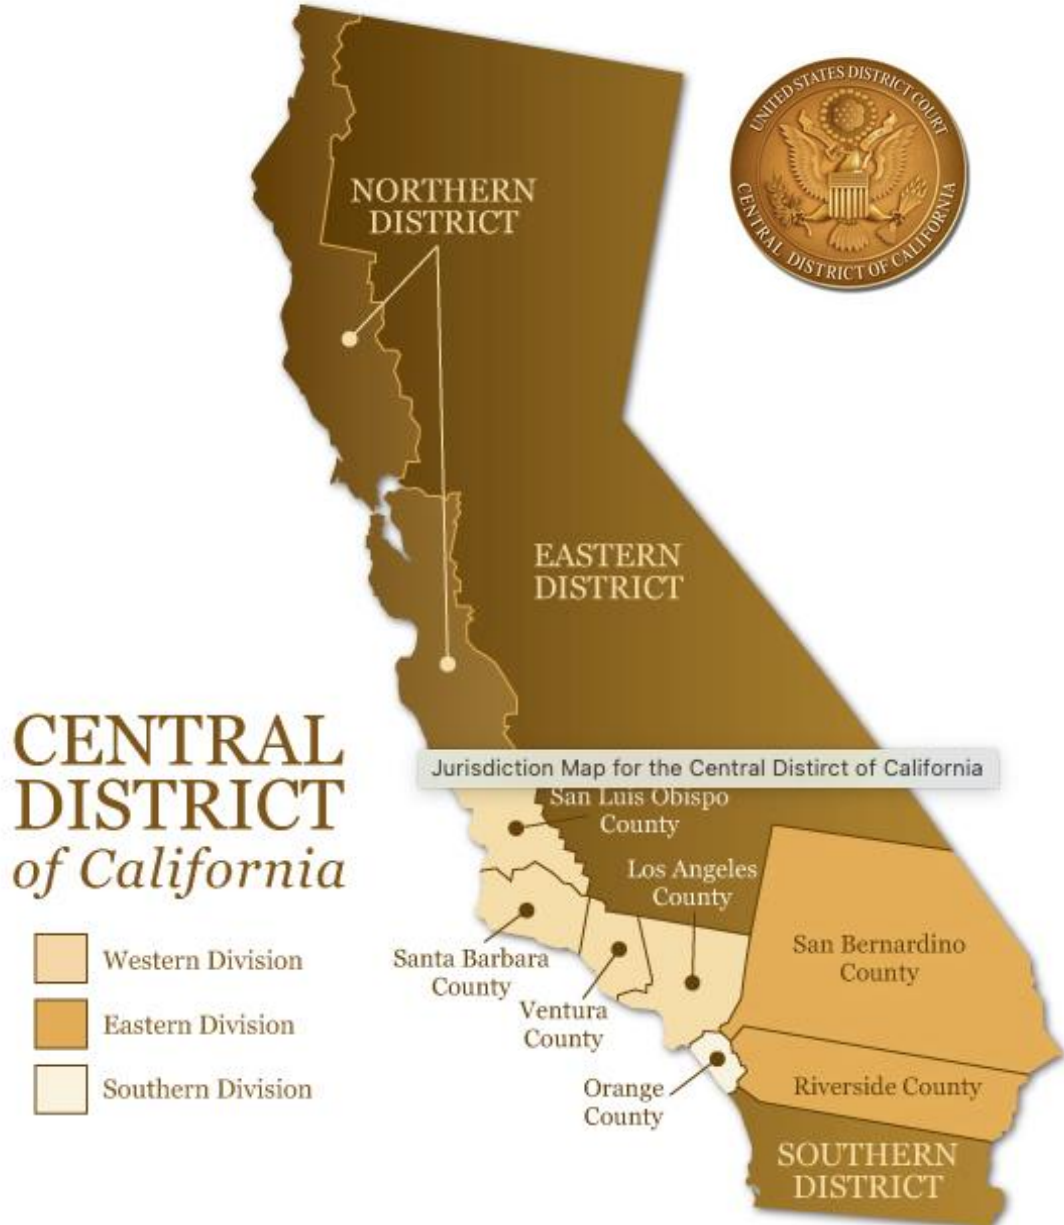 UNITED STATES DISTRICT COURT
CENTRAL DISTRICT OF CALIFORNIA
NORTHERN
DISTRICT
EASTERN
DISTRICT
CENTRAL
DISTRICT
of California
Jurisdiction Map for the Central Distirct of California
San Luis Obispo
County
Los Angeles
County
San Bernardino
County
Santa Barbara
County
Ventura
County
Orange
County
Riverside County
SOUTHERN
DISTRICT
Western Division
Eastern Division
Southern Division